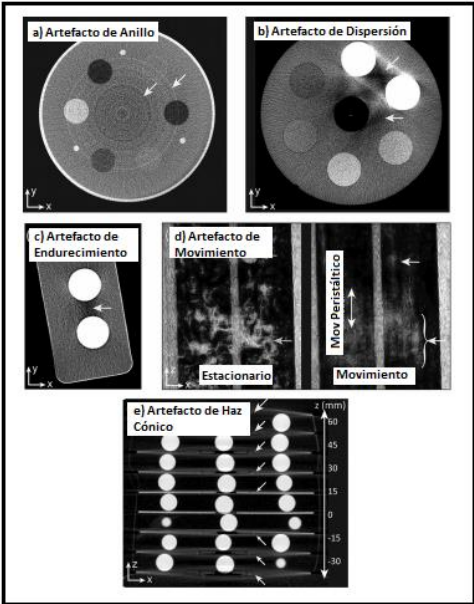 a) Artefacto de Anillo
y
x
b) Artefacto de Dispersión
y
x
c) Artefacto de
Endurecimiento
y
x
d) Artefacto de
Movimiento
Mov Peristáltico
z
x
Estacionario
Movimiento
e) Artefacto de Haz
Cónico
z (mm)
60
45
30
15
0
-15
-30
z
x